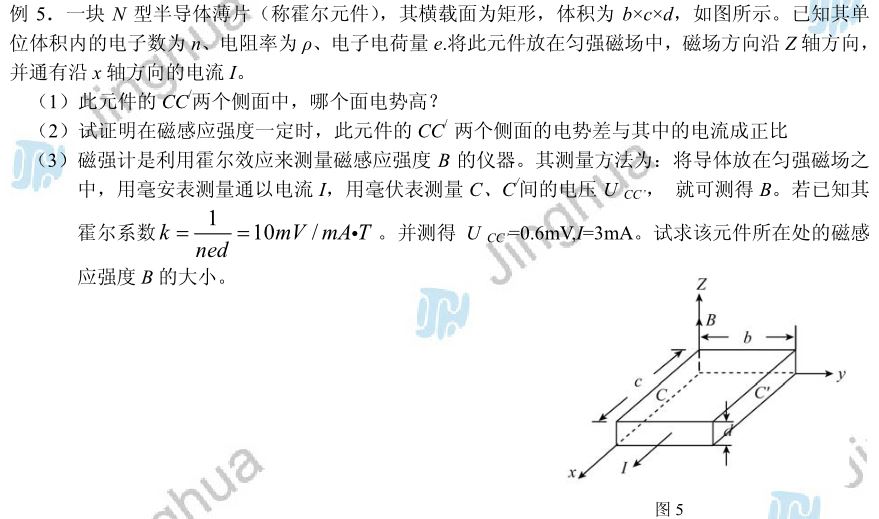 例 5．一块 N 型半导体薄片（称霍尔元件），其横载面为矩形，体积为 b×c×d，如图所示。已知其单
位体积内的电子数为 n、电阻率为 ρ、电子电荷量 e.将此元件放在匀强磁场中，磁场方向沿 Z 轴方向，
并通有沿 x 轴方向的电流 I。
（1）此元件的 CC′两个侧面中，哪个面电势高？
（2）试证明在磁感应强度一定时，此元件的 CC′ 两个侧面的电势差与其中的电流成正比
（3）磁强计是利用霍尔效应来测量磁感应强度 B 的仪器。其测量方法为：将导体放在匀强磁场之
中，用毫安表测量通以电流 I，用毫伏表测量 C、C′间的电压 U CC′， 就可测得 B。若已知其
霍尔系数 k = 1/ned = 10mV / mA•T 。并测得 U CC′=0.6mV,I=3mA。试求该元件所在处的磁感
应强度 B 的大小。
Z
B
b
y
c
C
C′
d
x
I
图 5
Jinghua
Jinghua
Jinghua